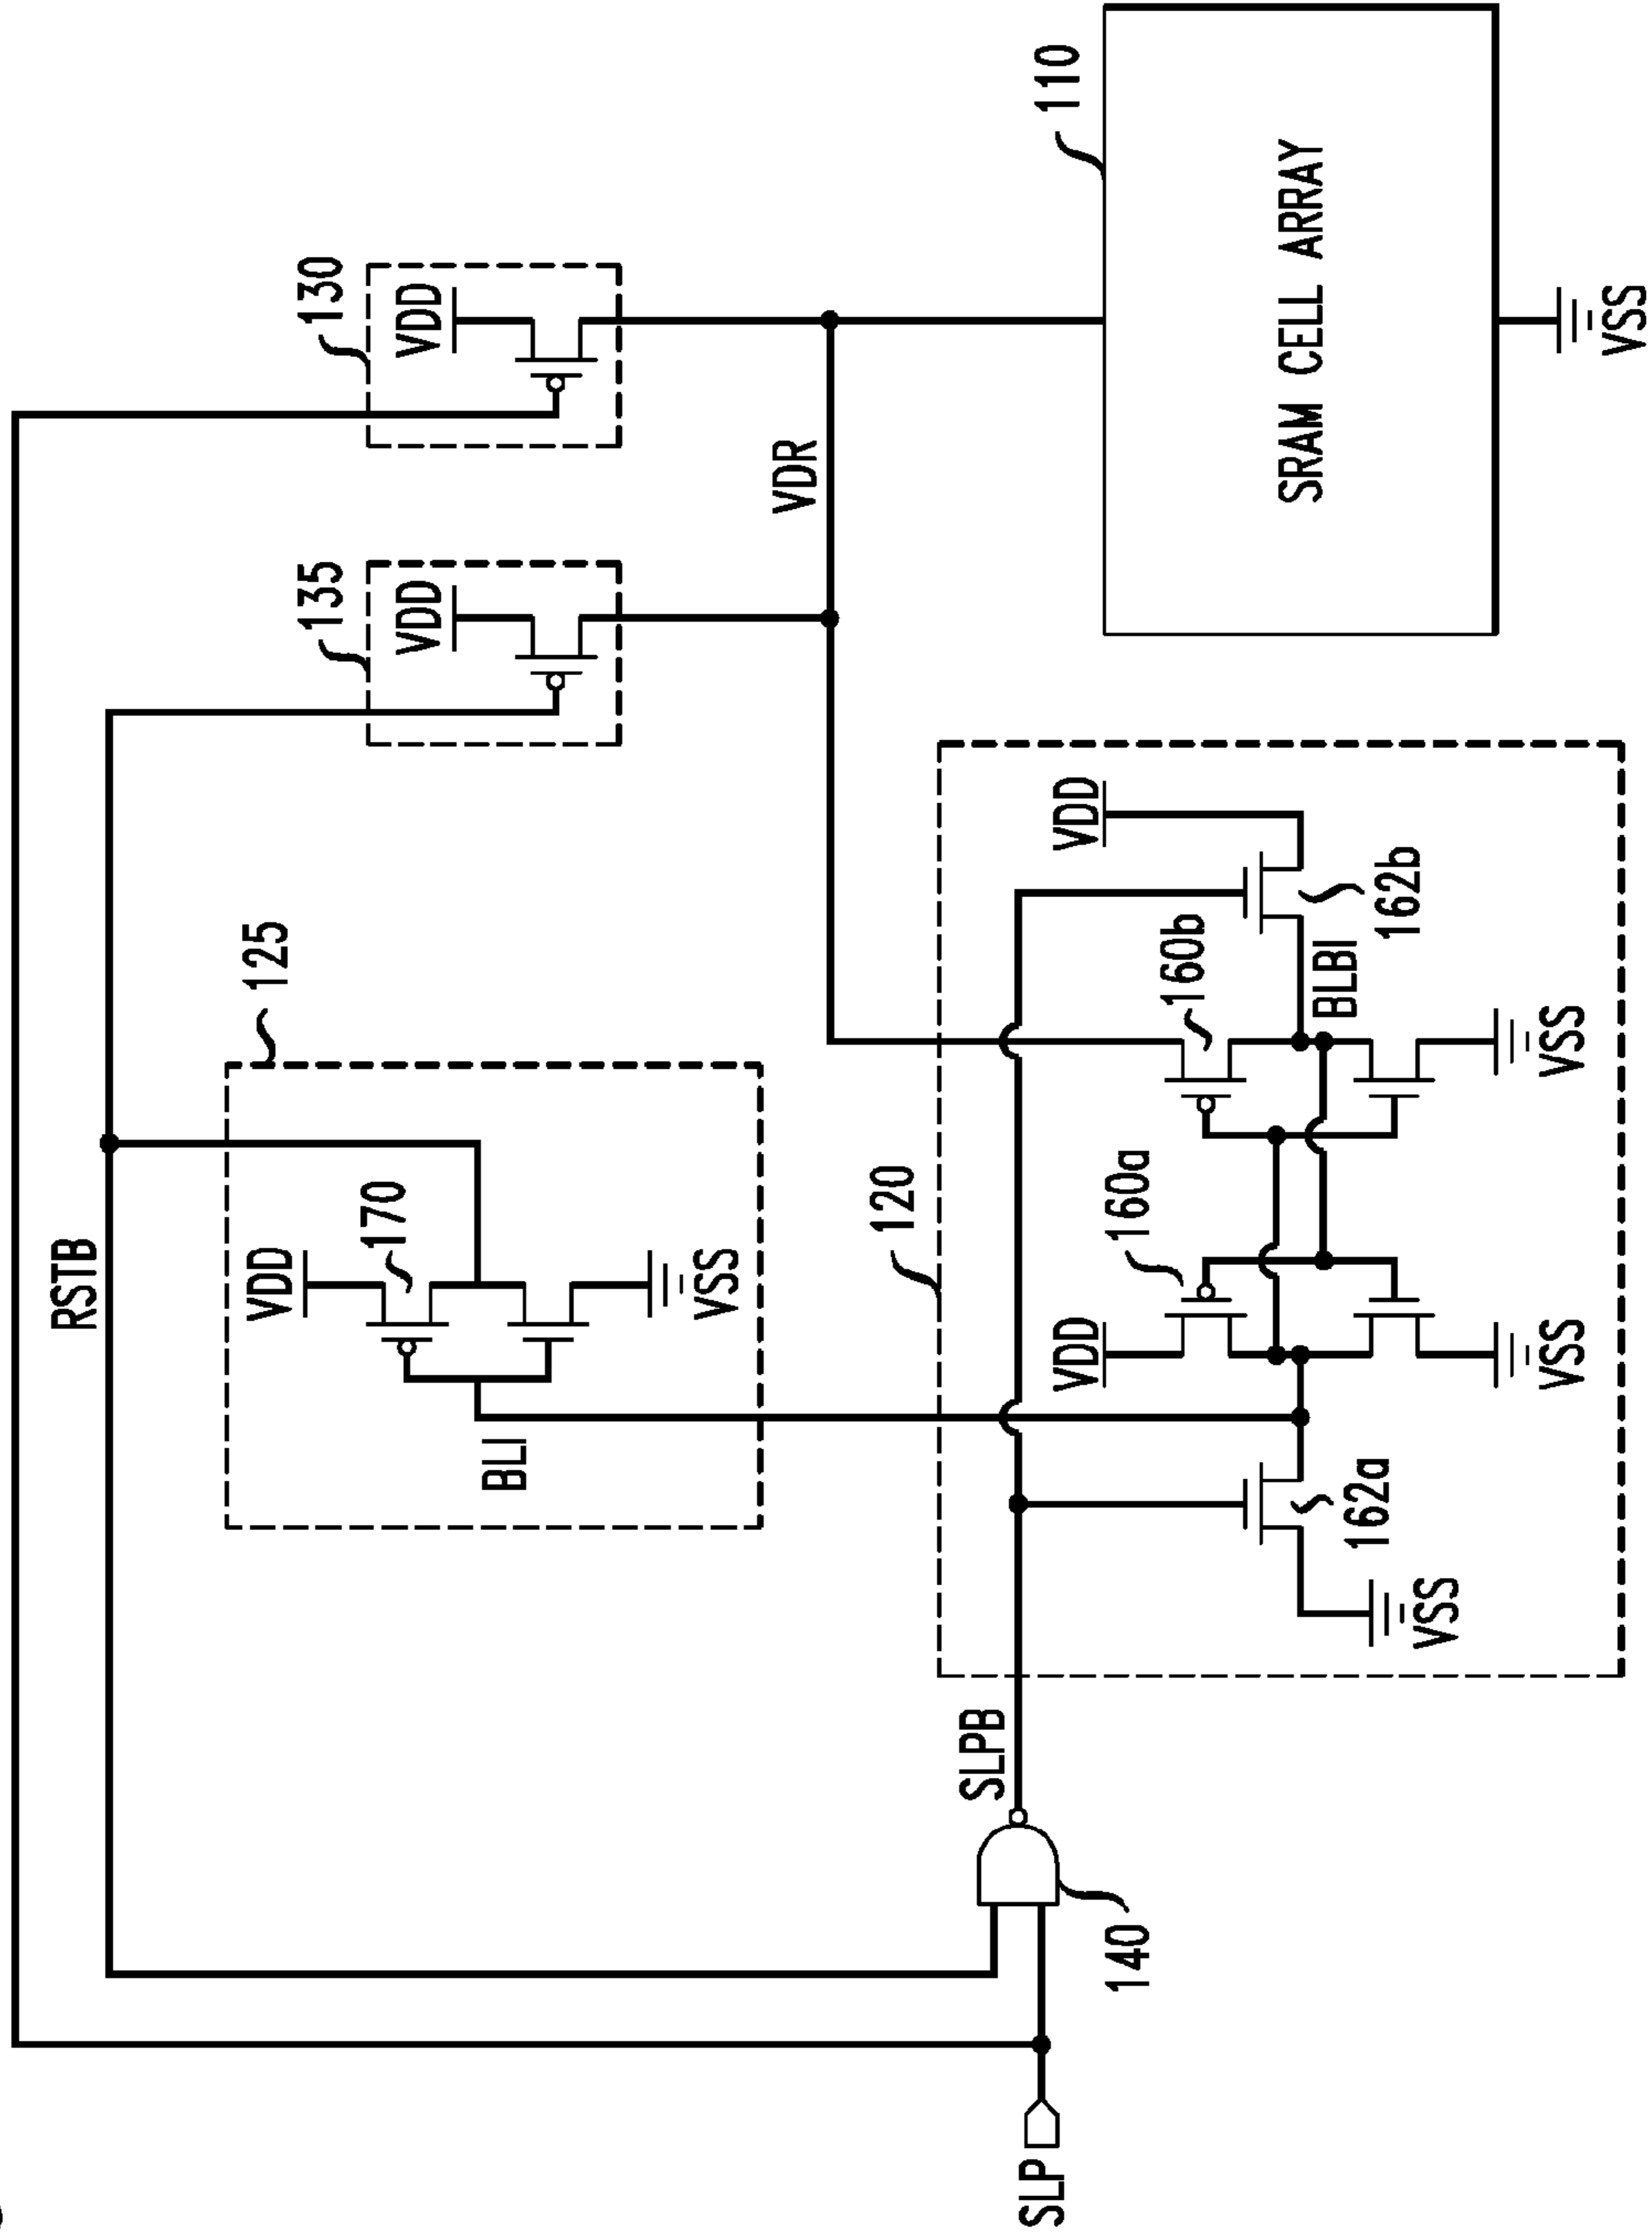 RSTB
125
VDD
170
BLI
VSS
135
VDD
130
VDD
VDR
110
SRAM CELL ARRAY
VSS
120
SLP
140
SLPB
VSS
162a
VDD
160a
VSS
160b
BLBI
VSS
VDD
162b